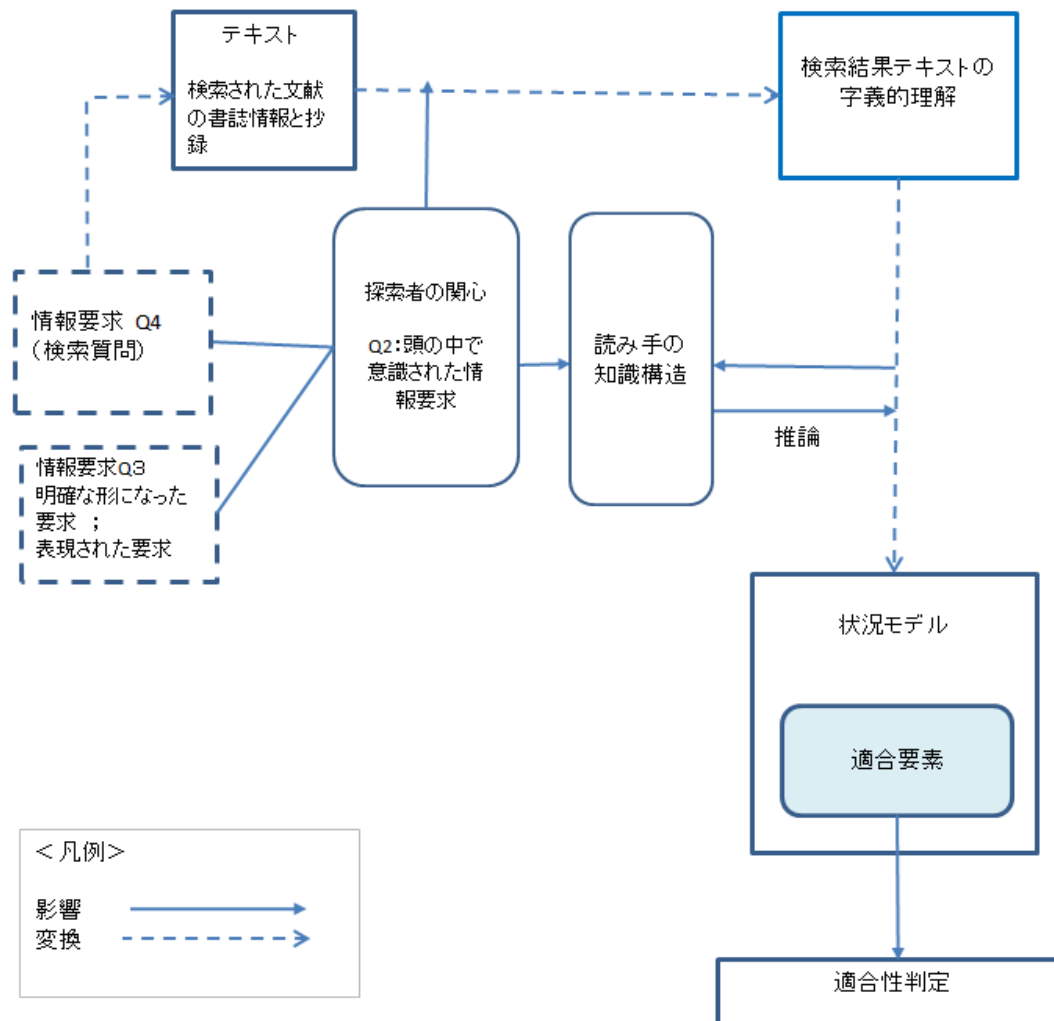 テキスト
検索された文献
の書誌情報と抄
録
検索結果テキストの
字義的理解
情報要求 Q4
(検索質問)
情報要求Q3
明確な形になった
要求 ;
表現された要求
探索者の関心
Q2:頭の中で
意識された情
報要求
読み手の
知識構造
推論
状況モデル
適合要素
<凡例>
影響
変換
適合性判定